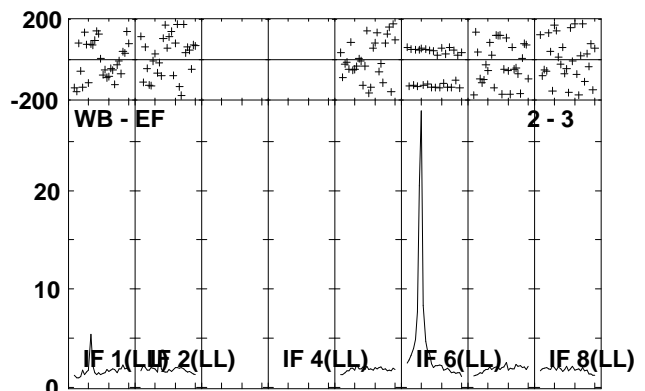 200
-200
WB - EF 2 - 3
20
10
0
IF 1(LL) IF 2(LL) IF 4(LL) IF 6(LL) IF 8(LL)